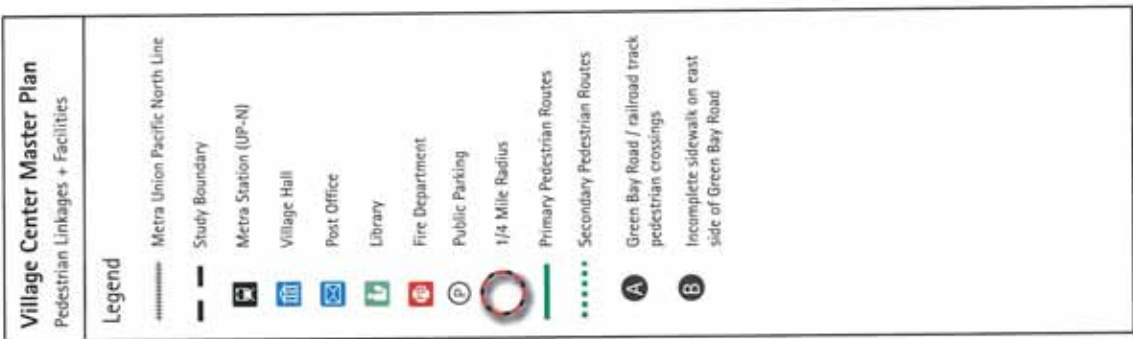 Village Center Master Plan
Pedestrian Linkages + Facilities
Legend
Metra Union Pacific North Line
Study Boundary
Metra Station (UP-N)
Village Hall
Post Office
Library
Fire Department
P Public Parking
1/4 Mile Radius
Primary Pedestrian Routes
Secondary Pedestrian Routes
A Green Bay Road / railroad track
pedestrian crossings
B Incomplete sidewalk on east
side of Green Bay Road